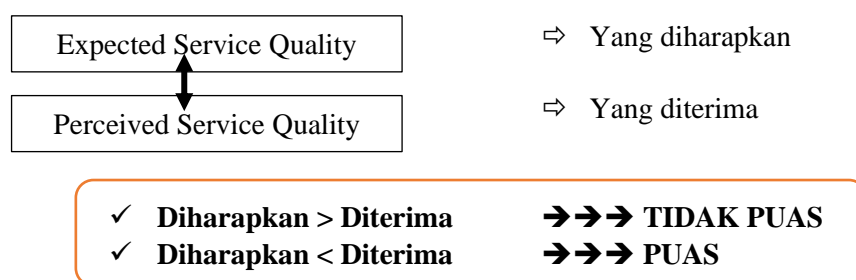 Expected Service Quality ⇨ Yang diharapkan
Perceived Service Quality ⇨ Yang diterima
✓ Diharapkan > Diterima ➔➔➔ TIDAK PUAS
✓ Diharapkan < Diterima ➔➔➔ PUAS